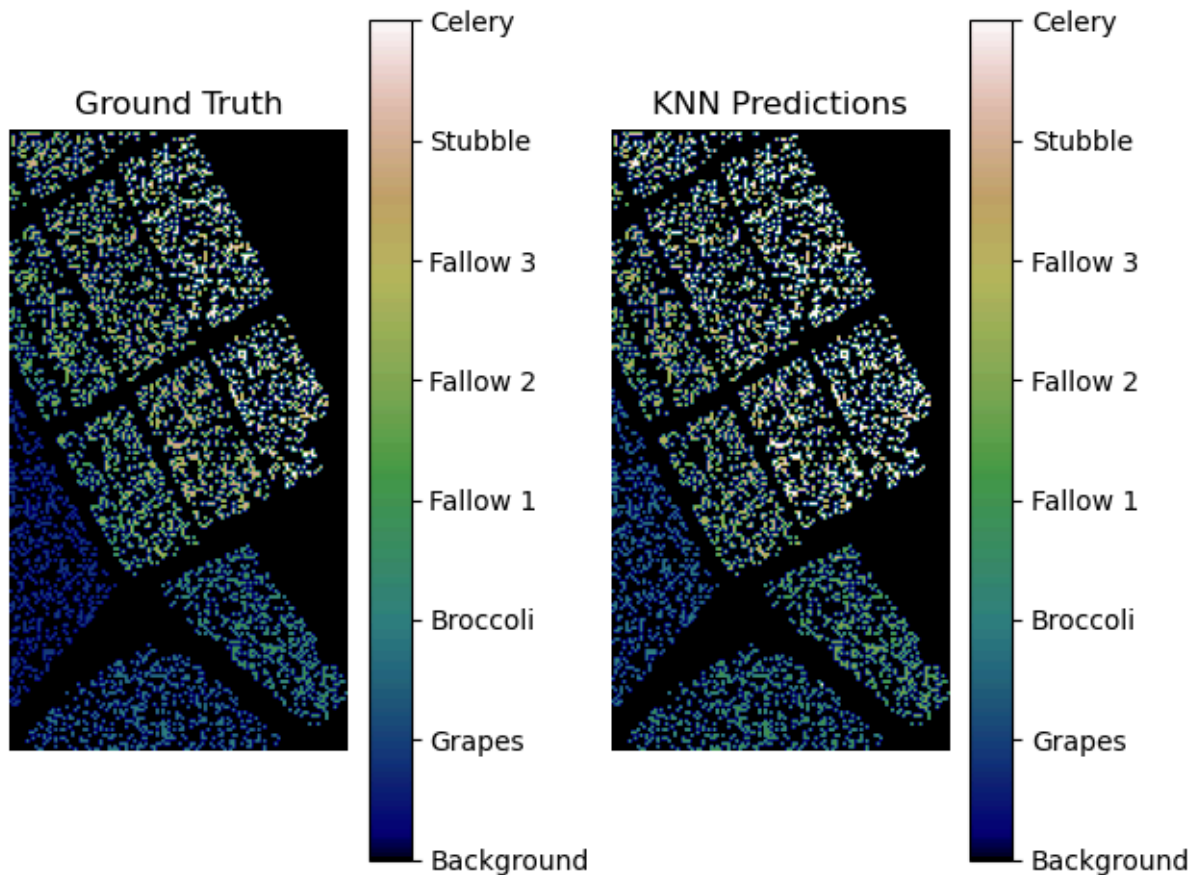 Ground Truth
Celery
Stubble
Fallow 3
Fallow 2
Fallow 1
Broccoli
Grapes
Background
KNN Predictions
Celery
Stubble
Fallow 3
Fallow 2
Fallow 1
Broccoli
Grapes
Background